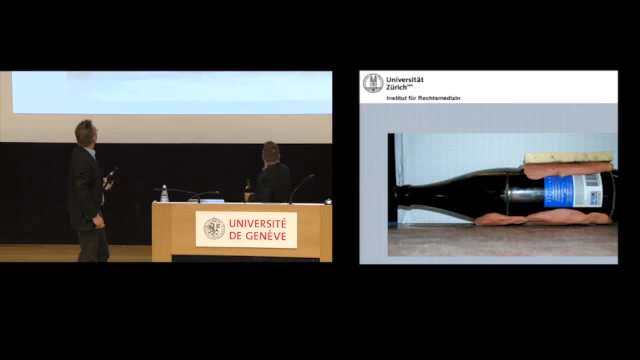 UNIVERSITÉ
DE GENÈVE
Universität
Zürich
Institut für Rechtsmedizin